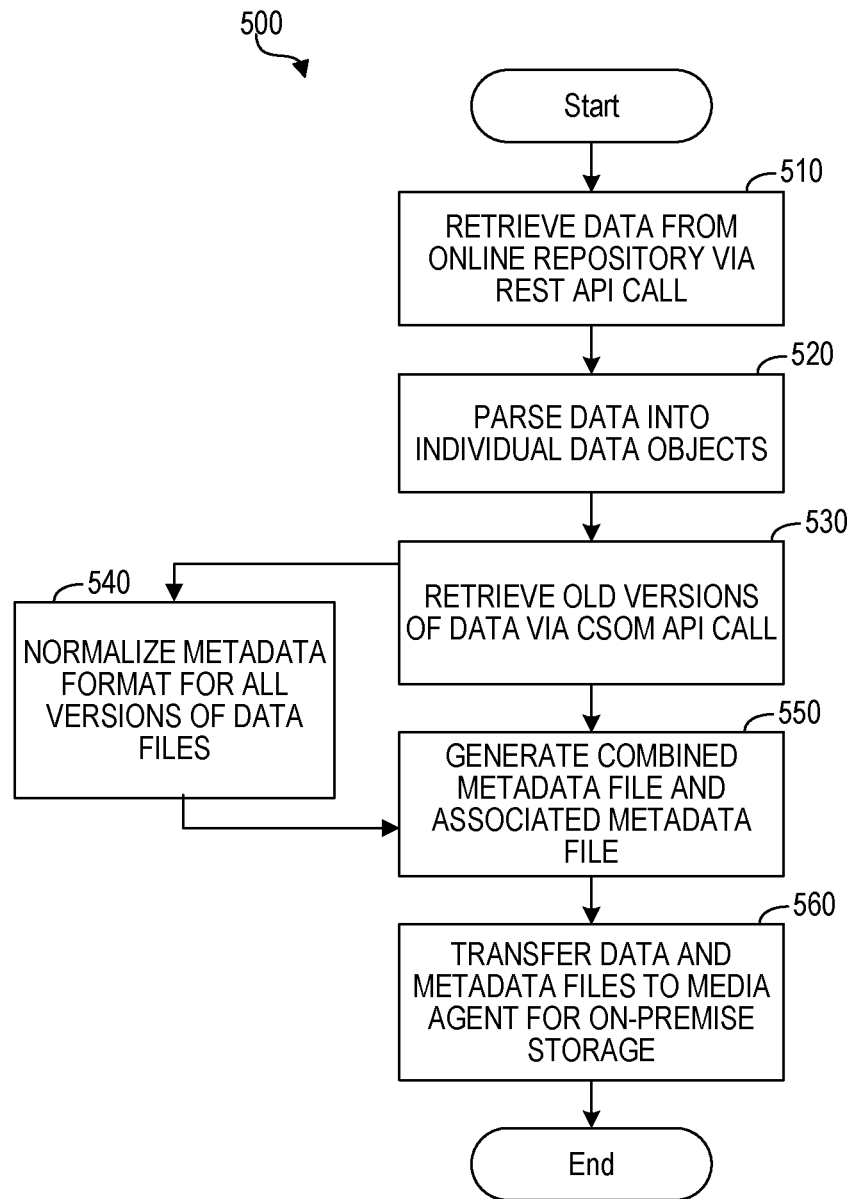 500
Start
510
RETRIEVE DATA FROM
ONLINE REPOSITORY VIA
REST API CALL
520
PARSE DATA INTO
INDIVIDUAL DATA OBJECTS
530
RETRIEVE OLD VERSIONS
OF DATA VIA CSOM API CALL
540
NORMALIZE METADATA
FORMAT FOR ALL
VERSIONS OF DATA
FILES
550
GENERATE COMBINED
METADATA FILE AND
ASSOCIATED METADATA
FILE
560
TRANSFER DATA AND
METADATA FILES TO MEDIA
AGENT FOR ON-PREMISE
STORAGE
End